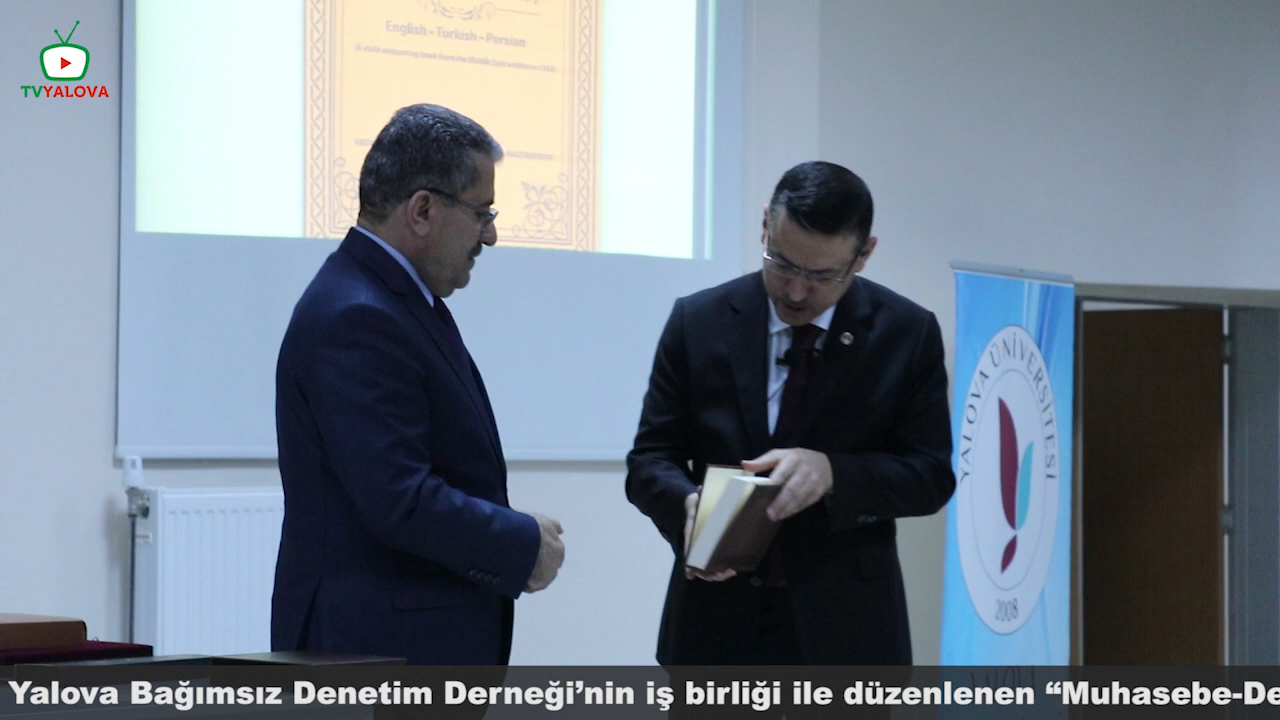 TVYALOVA
English - Turkish - Persian
YALOVA ÜNİVERSİTESİ
2008
Yalova Bağımsız Denetim Derneği’nin iş birliği ile düzenlenen “Muhasebe-De